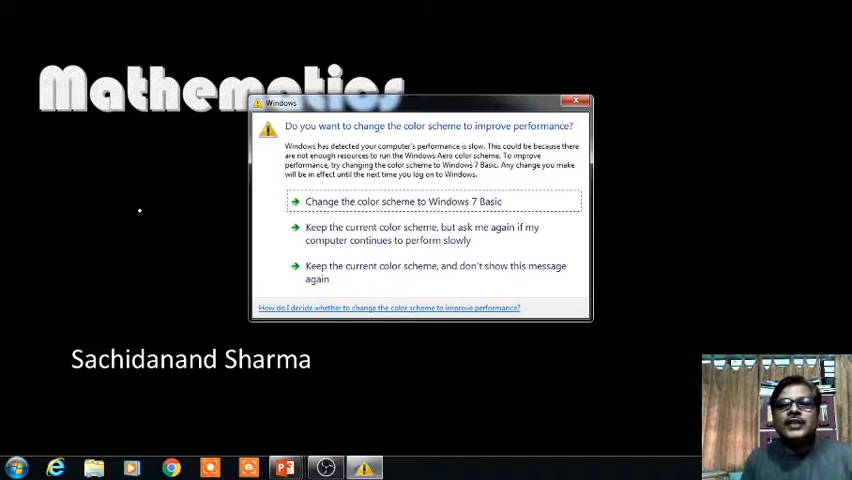 Mathematics
Windows
Do you want to change the color scheme to improve performance?
Windows has detected your computer's performance is slow. This could be because
there are not enough resources to run the Windows Aero color scheme. To improve
performance, try changing the color scheme to Windows 7 Basic. Any change you make
will be in effect until the next time you log on to Windows.
Change the color scheme to Windows 7 Basic
Keep the current color scheme, but ask me again if my
computer continues to perform slowly
Keep the current color scheme, and don't show this message
again
How do I decide whether to change the color scheme to improve performance?
Sachidanand Sharma